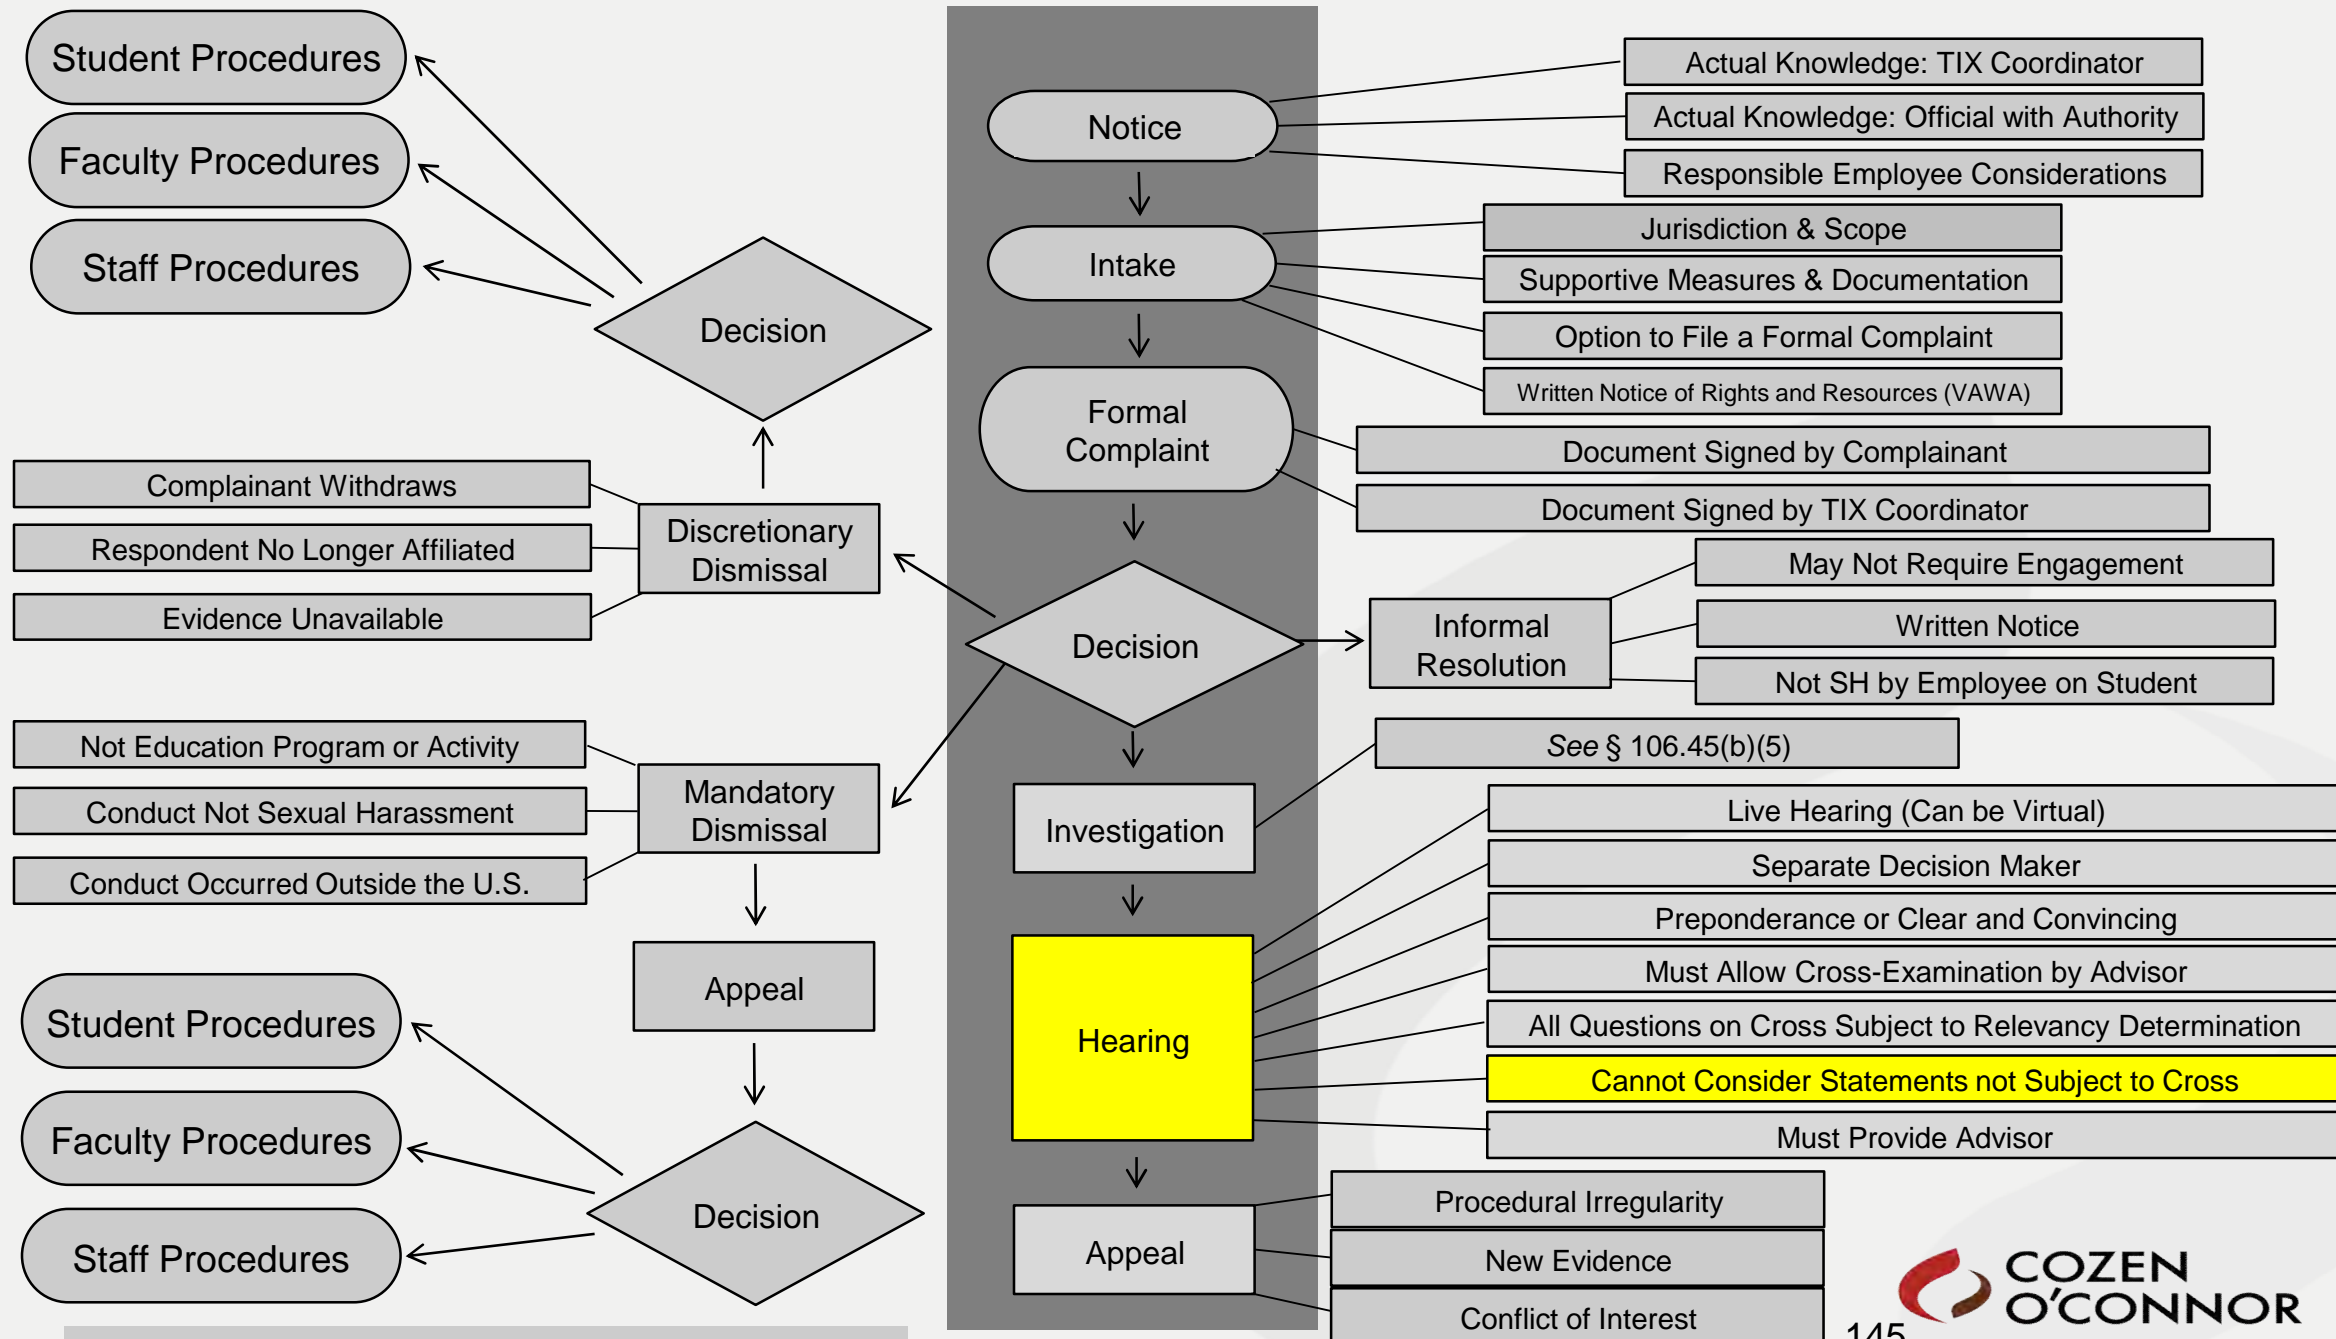 Student Procedures
Faculty Procedures
Staff Procedures
Decision
Complainant Withdraws
Respondent No Longer Affiliated
Evidence Unavailable
Discretionary
Dismissal
Not Education Program or Activity
Conduct Not Sexual Harassment
Conduct Occurred Outside the U.S.
Mandatory
Dismissal
Appeal
Student Procedures
Faculty Procedures
Staff Procedures
Decision
Notice
Actual Knowledge: TIX Coordinator
Actual Knowledge: Official with Authority
Responsible Employee Considerations
Intake
Jurisdiction & Scope
Supportive Measures & Documentation
Option to File a Formal Complaint
Written Notice of Rights and Resources (VAWA)
Formal
Complaint
Document Signed by Complainant
Document Signed by TIX Coordinator
Decision
Informal
Resolution
May Not Require Engagement
Written Notice
Not SH by Employee on Student
Investigation
See § 106.45(b)(5)
Hearing
Live Hearing (Can be Virtual)
Separate Decision Maker
Preponderance or Clear and Convincing
Must Allow Cross-Examination by Advisor
All Questions on Cross Subject to Relevancy Determination
Cannot Consider Statements not Subject to Cross
Must Provide Advisor
Appeal
Procedural Irregularity
New Evidence
Conflict of Interest
COZEN
O'CONNOR
145